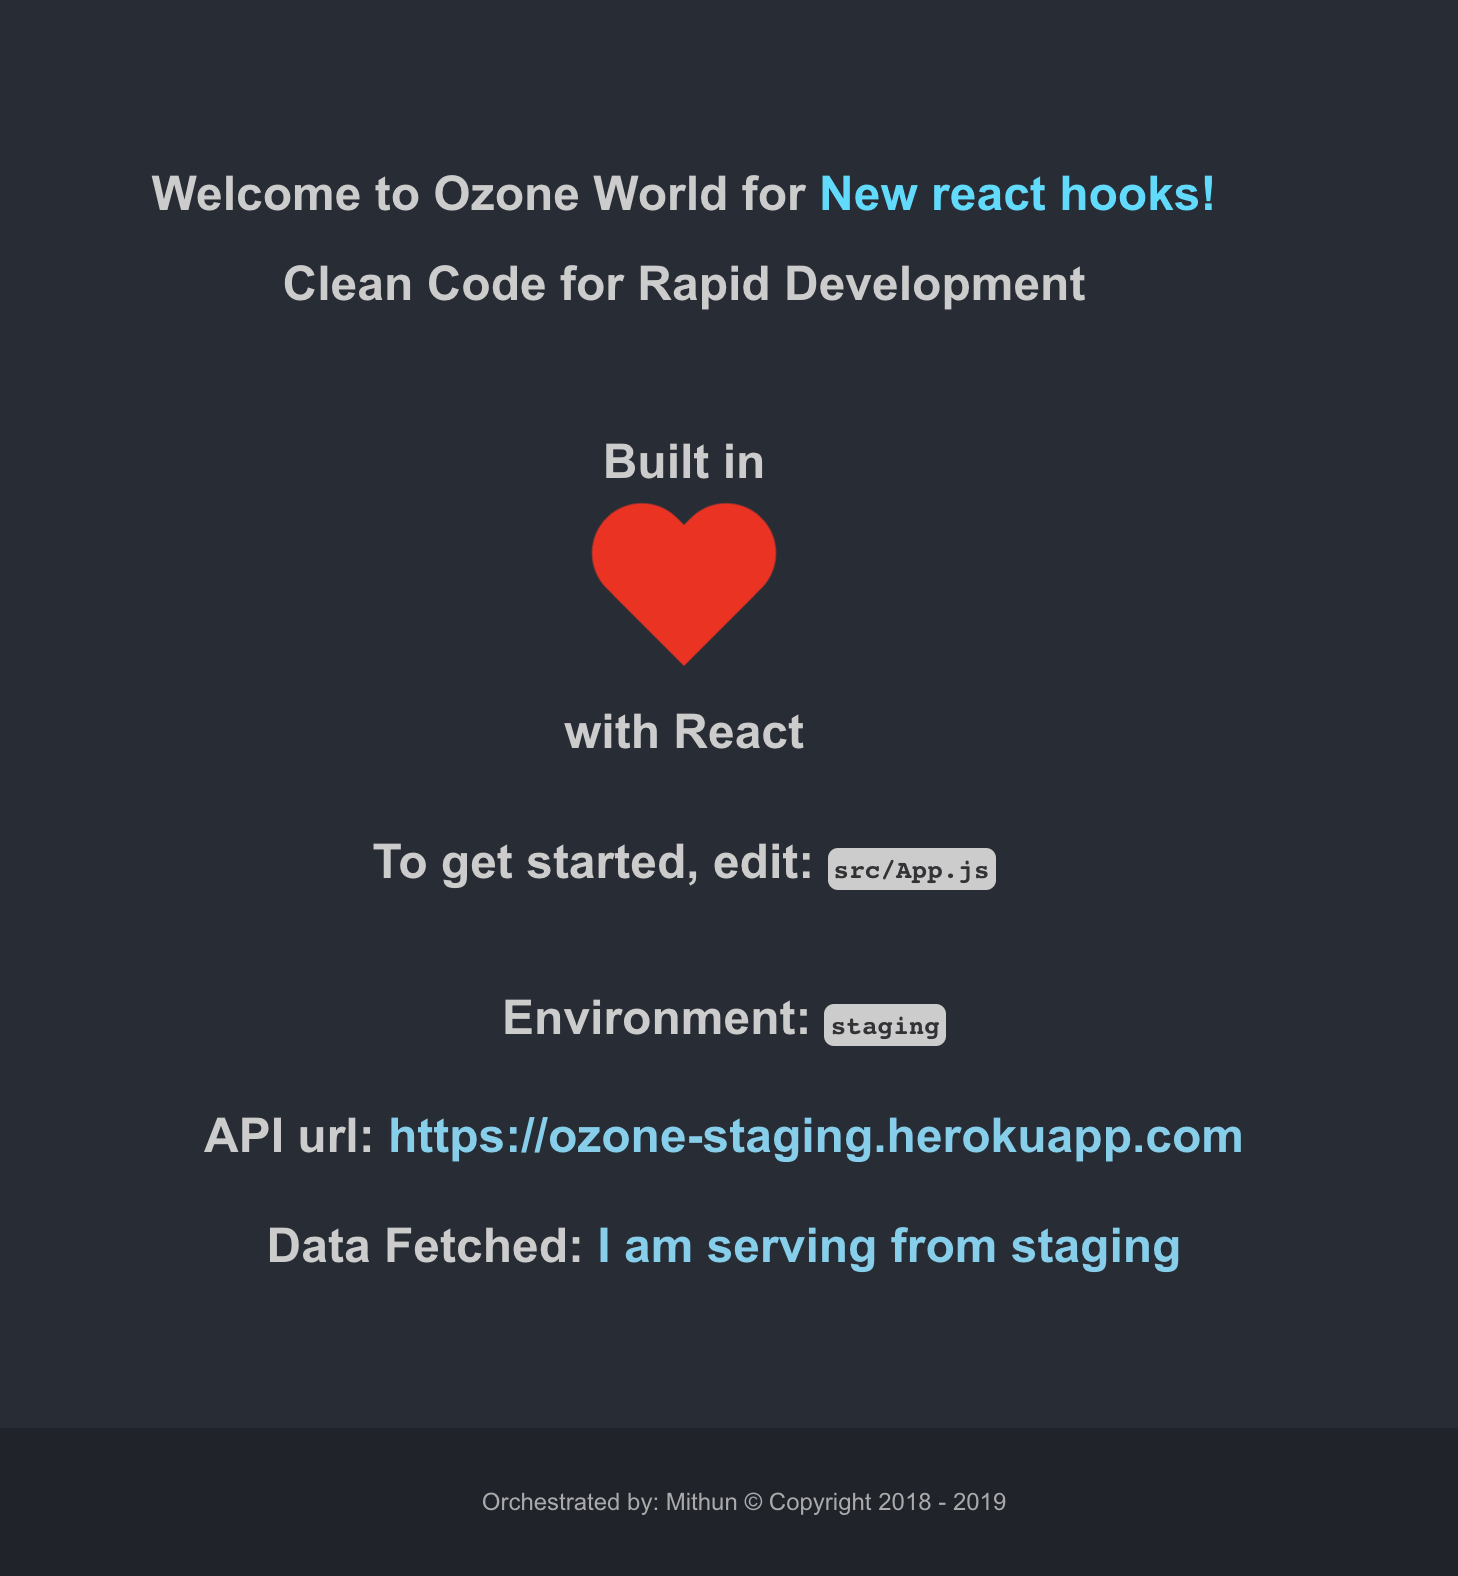 Welcome to Ozone World for New react hooks!
Clean Code for Rapid Development
Built in
with React
To get started, edit: src/App.js
Environment: staging
API url: https://ozone-staging.herokuapp.com
Data Fetched: I am serving from staging
Orchestrated by: Mithun © Copyright 2018 - 2019